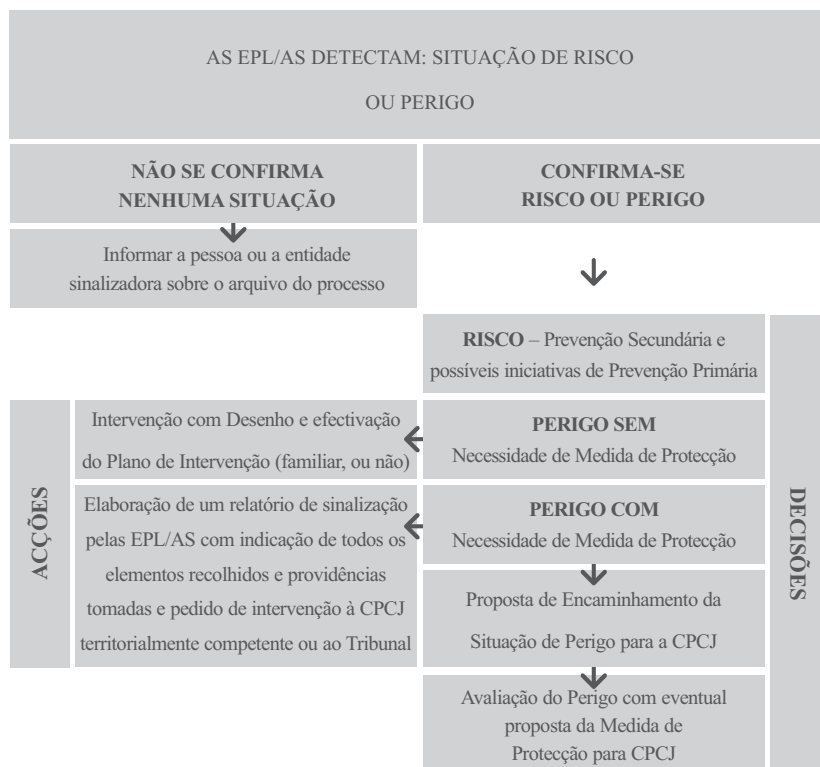 AS EPL/AS DETECTAM: SITUAÇÃO DE RISCO
OU PERIGO
NÃO SE CONFIRMA
NENHUMA SITUAÇÃO
CONFIRMA-SE
RISCO OU PERIGO
Informar a pessoa ou a entidade
sinalizadora sobre o arquivo do processo
RISCO – Prevenção Secundária e
possíveis iniciativas de Prevenção Primária
ACÇÕES
Intervenção com Desenho e efectivação
do Plano de Intervenção (familiar, ou não)
PERIGO SEM
Necessidade de Medida de Protecção
Elaboração de um relatório de sinalização
pelas EPL/AS com indicação de todos os
elementos recolhidos e providências
tomadas e pedido de intervenção à CPCJ
territorialmente competente ou ao Tribunal
PERIGO COM
Necessidade de Medida de Protecção
Proposta de Encaminhamento da
Situação de Perigo para a CPCJ
Avaliação do Perigo com eventual
proposta da Medida de
Protecção para CPCJ
DECISÕES